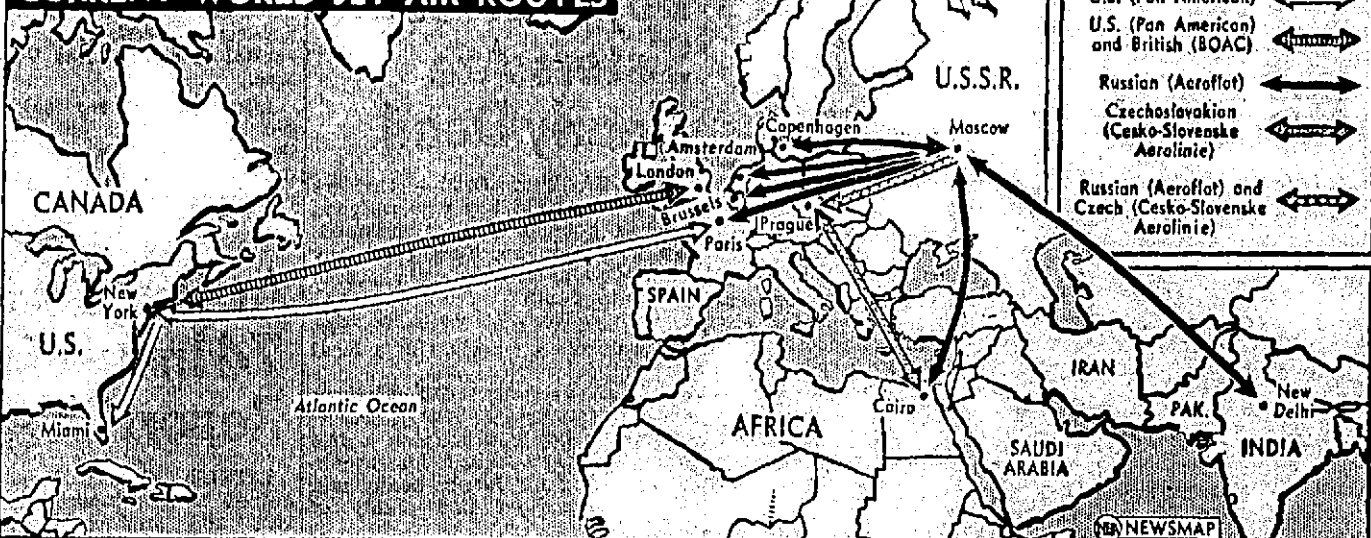 CURRENT WORLD JET AIR ROUTES
U.S. (Pan American)
U.S. (Pan American)
and British (BOAC)
Russian (Aeroflot)
Czechoslovakian
(Cesko-Slovenske
Aerolinie)
Russian (Aeroflot) and
Czech (Cesko-Slovenske
Aerolinie)
U.S.S.R.
Copenhagen
Moscow
Amsterdam
London
CANADA
Brussels
Prague
Paris
New
York
SPAIN
U.S.
IRAN
Atlantic Ocean
Cairo
New
Delhi
PAK.
Miami
AFRICA
SAUDI
ARABIA
INDIA
NEA NEWSMAP